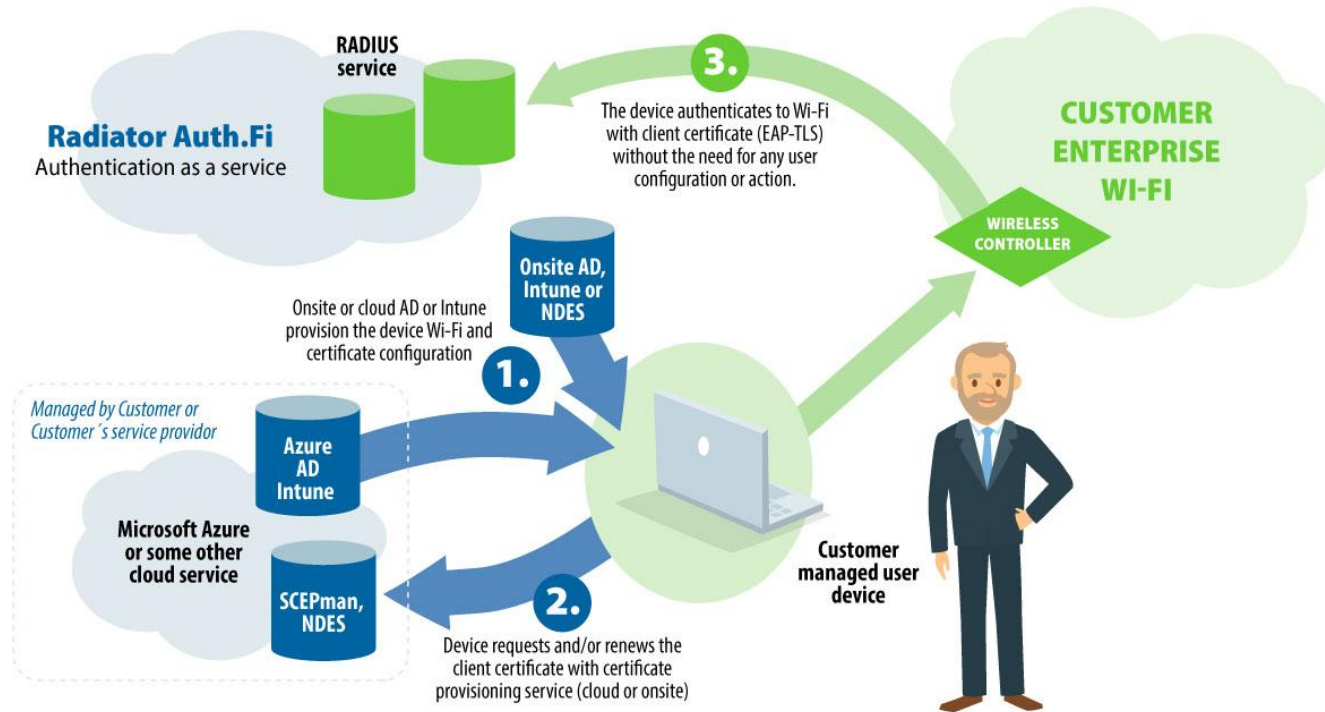 RADIUS
service
Radiator Auth.Fi
Authentication as a service
3.
The device authenticates to Wi-Fi
with client certificate (EAP-TLS)
without the need for any user
configuration or action.
CUSTOMER
ENTERPRISE
WI-FI
WIRELESS
CONTROLLER
Onsite AD,
Intune or
NDES
Onsite or cloud AD or Intune
provision the device Wi-Fi and
certificate configuration
1.
Managed by Customer or
Customer´s service providor
Azure
AD
Intune
Microsoft Azure
or some other
cloud service
SCEPman,
NDES
2.
Device requests and/or renews the
client certificate with certificate
provisioning service (cloud or onsite)
Customer
managed user
device